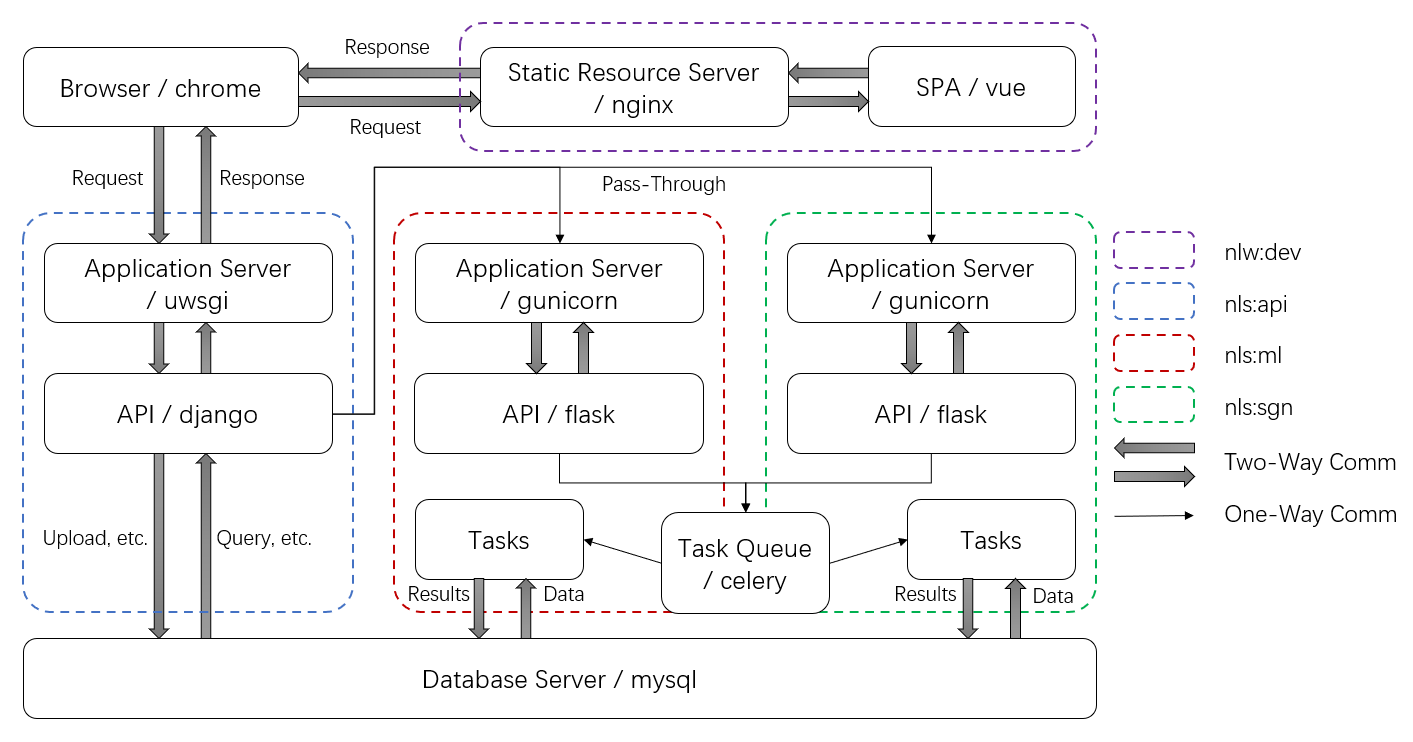 Response
Browser / chrome
Static Resource Server
/ nginx
SPA / vue
Request
Request
Response
Pass-Through
Application Server
/ uwsgi
Application Server
/ gunicorn
Application Server
/ gunicorn
API / django
API / flask
API / flask
Upload, etc.
Query, etc.
Tasks
Task Queue
/ celery
Tasks
Results
Data
Results
Data
Database Server / mysql
nlw:dev
nls:api
nls:ml
nls:sgn
Two-Way Comm
One-Way Comm